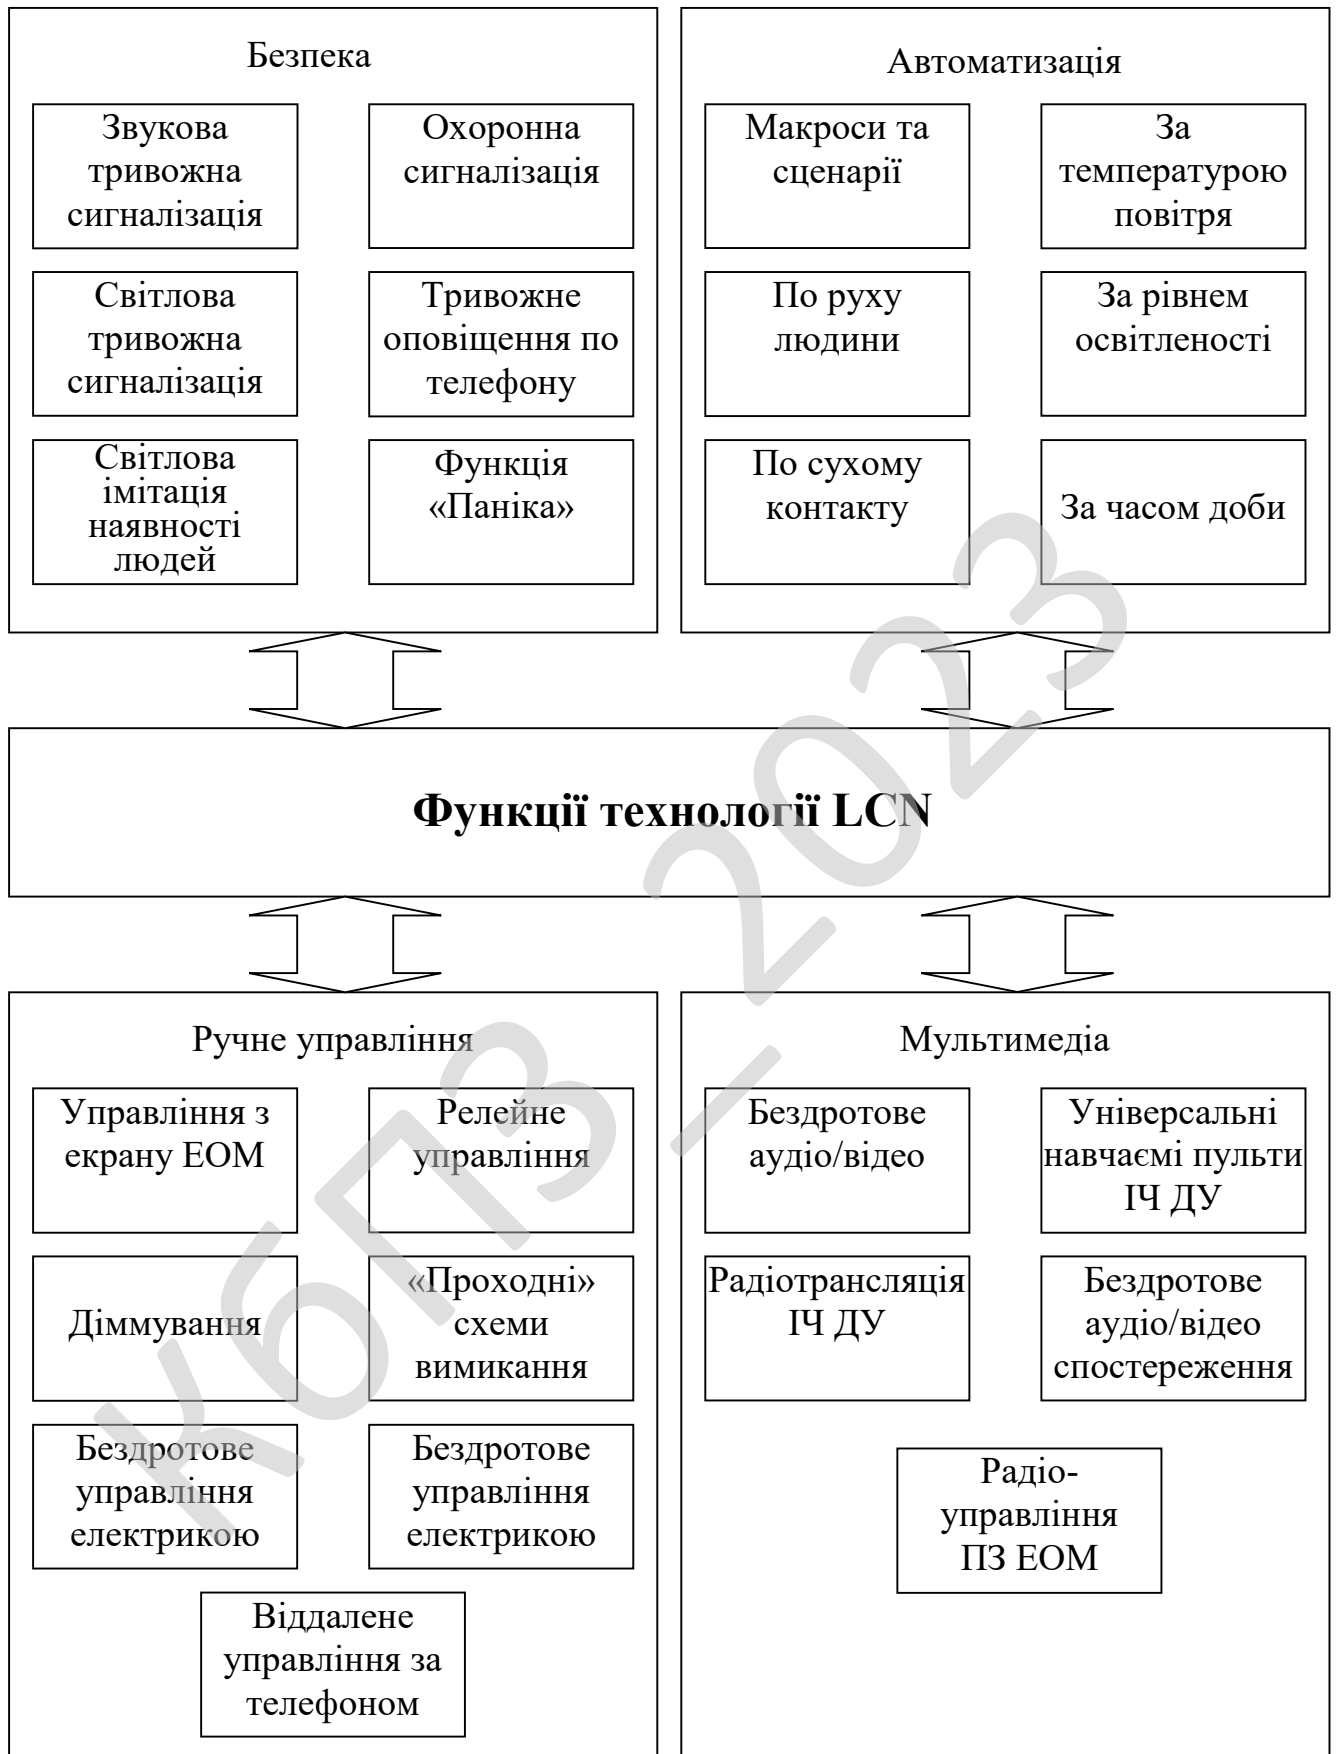 Безпека
Звукова
тривожна
сигналізація
Охоронна
сигналізація
Світлова
тривожна
сигналізація
Тривожне
оповіщення по
телефону
Світлова
імітація
наявності
людей
Функція
«Паніка»
Автоматизація
Макроси та
сценарії
За
температурою
повітря
По руху
людини
За рівнем
освітленості
По сухому
контакту
За часом доби
Функції технології LCN
Ручне управління
Управління з
екрану ЕОМ
Релейне
управління
Діммування
«Проходні»
схеми
вимикання
Бездротове
управління
електрикою
Бездротове
управління
електрикою
Віддалене
управління за
телефоном
Мультимедіа
Бездротове
аудіо/відео
Універсальні
навчаємі пульти
ІЧ ДУ
Радіотрансляція
ІЧ ДУ
Бездротове
аудіо/відео
спостереження
Радіо-
управління
ПЗ ЕОМ
КбПЗ_2023